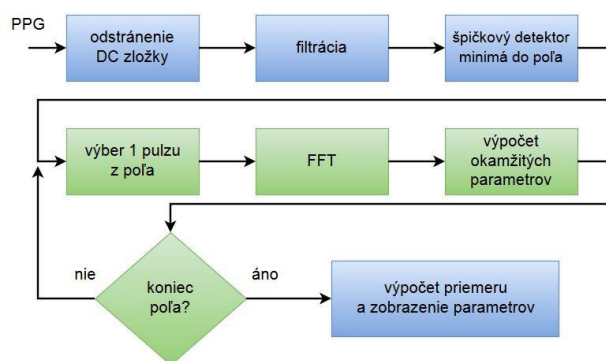 PPG
odstránenie
DC zložky
filtrácia
špičkový detektor
minimá do poľa
výber 1 pulzu
z poľa
FFT
výpočet
okamžitých
parametrov
nie
koniec
poľa?
áno
výpočet priemeru
a zobrazenie parametrov